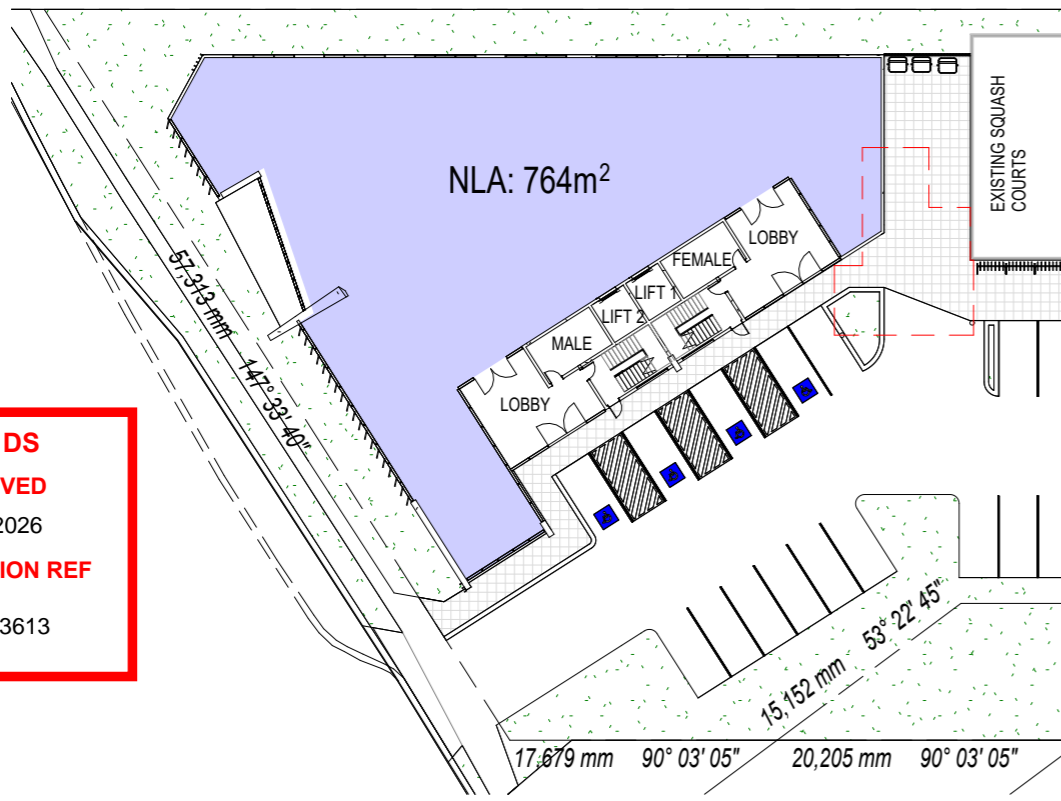 NLA: 764m²
EXISTING SQUASH
COURTS
LOBBY
FEMALE
LIFT 1
LIFT 2
MALE
LOBBY
57,313 mm 147° 33' 40"
DS
VED
2026
ION REF
3613
15,152 mm 53° 22' 45"
17,679 mm 90° 03' 05" 20,205 mm 90° 03' 05"